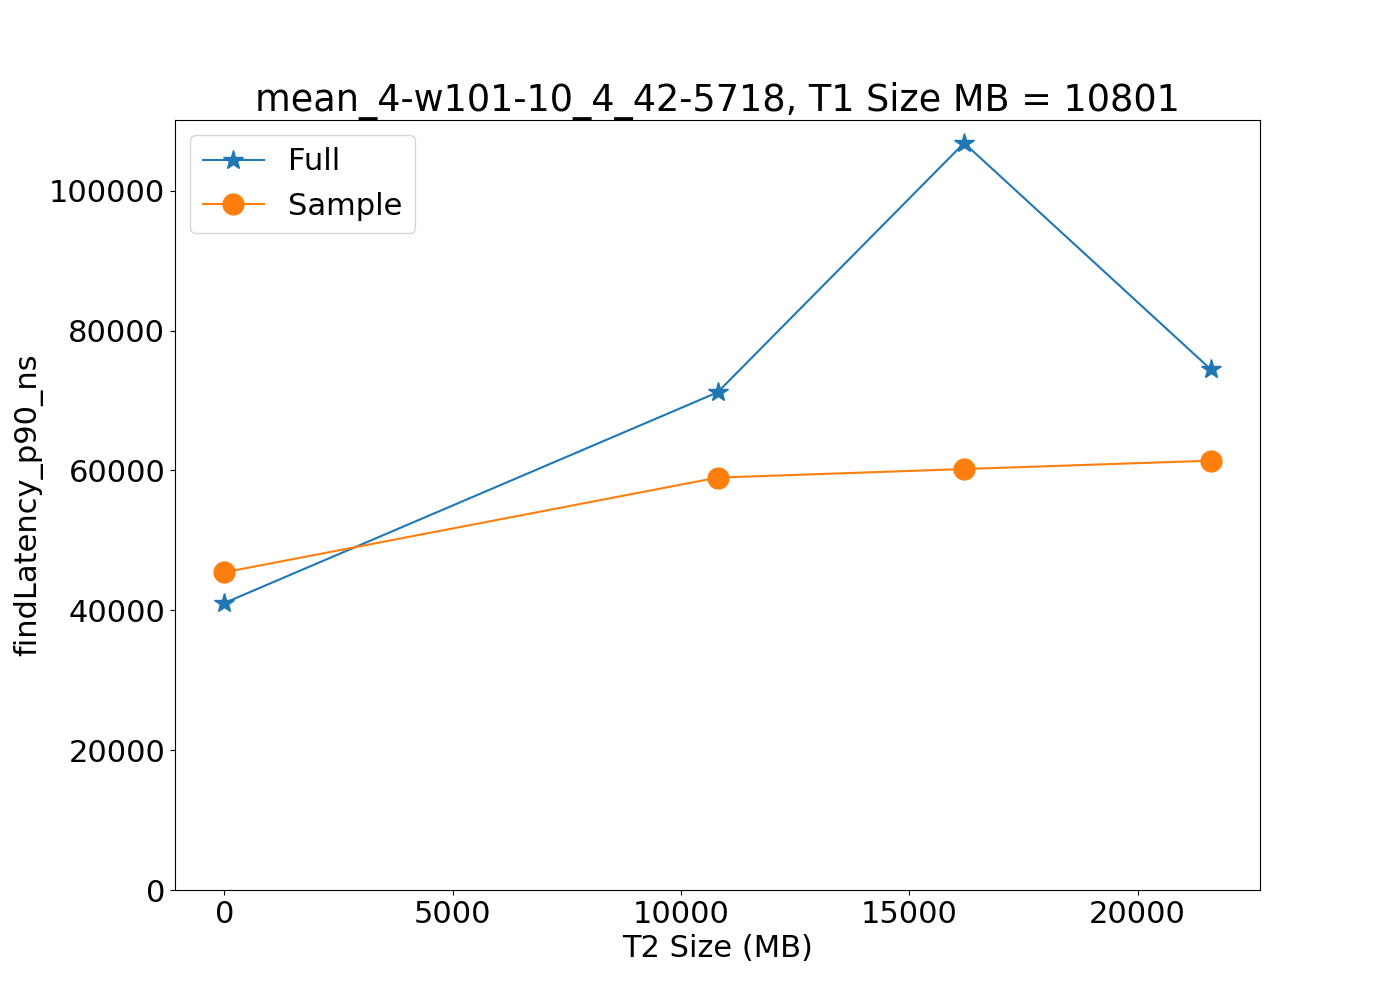 mean_4-w101-10_4_42-5718, T1 Size MB = 10801
Full
Sample
100000
80000
60000
40000
20000
0
findLatency_p90_ns
0 5000 10000 15000 20000
T2 Size (MB)